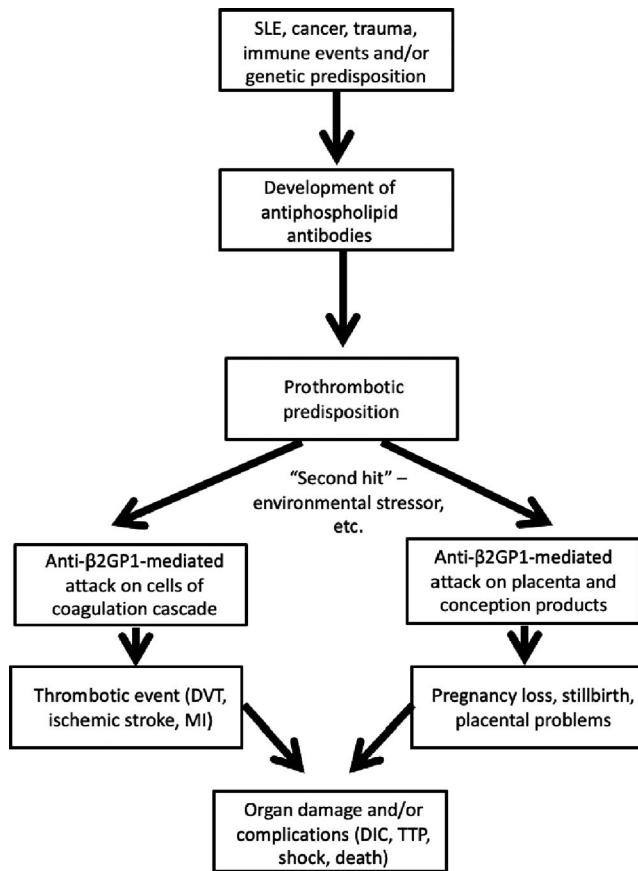 SLE, cancer, trauma,
immune events and/or
genetic predisposition
Development of
antiphospholipid
antibodies
Prothrombotic
predisposition
“Second hit” –
environmental stressor,
etc.
Anti-β2GP1-mediated
attack on cells of
coagulation cascade
Anti-β2GP1-mediated
attack on placenta and
conception products
Thrombotic event (DVT,
ischemic stroke, MI)
Pregnancy loss, stillbirth,
placental problems
Organ damage and/or
complications (DIC, TTP,
shock, death)